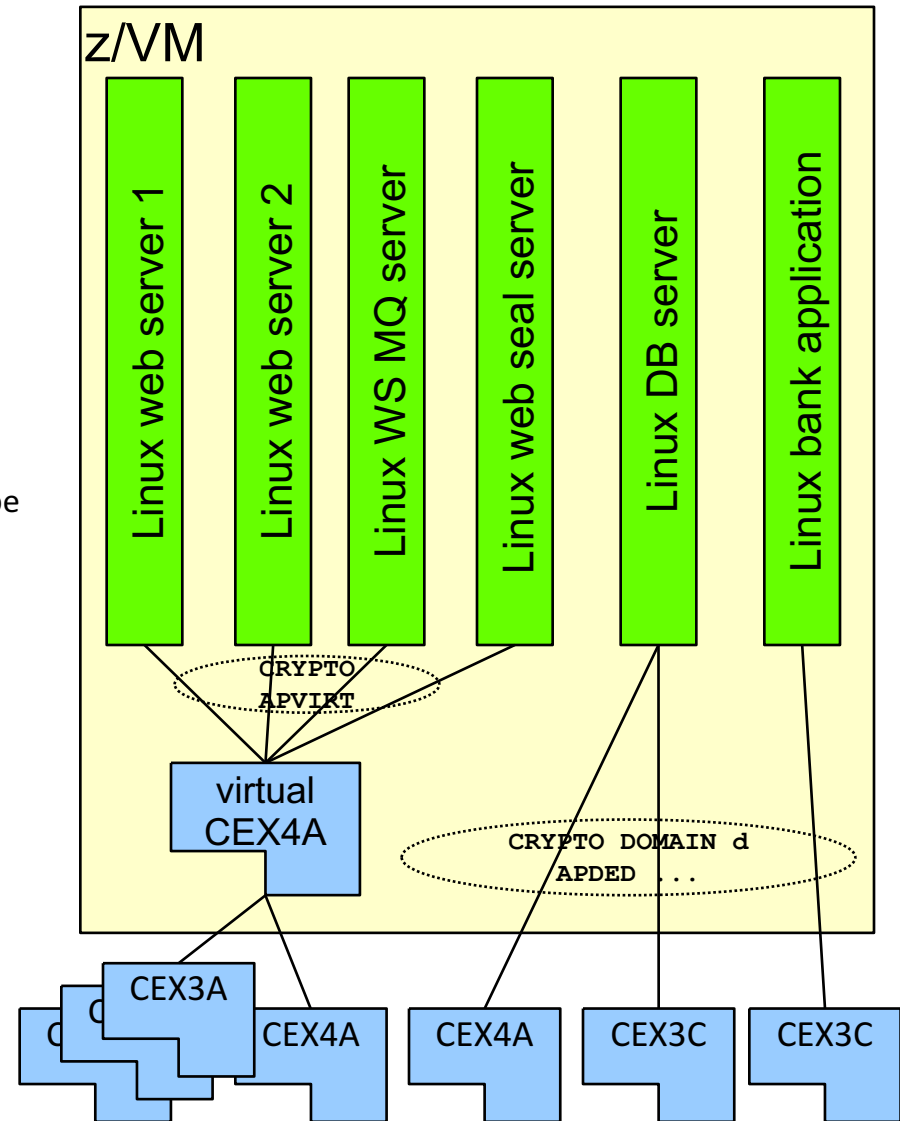 z/VM
Linux web server 1
Linux web server 2
Linux WS MQ server
Linux web seal server
Linux DB server
Linux bank application
CRYPTO
APVIRT
virtual
CEX4A
CRYPTO DOMAIN d
APDED ...
CEX3A
C
C
CEX4A
CEX4A
CEX3C
CEX3C